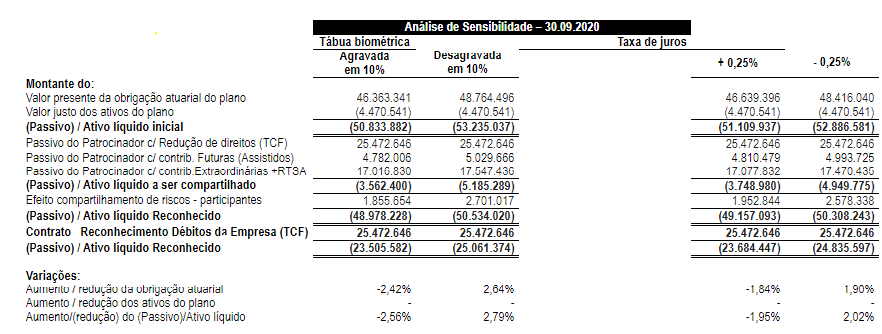 Análise de Sensibilidade – 30.09.2020
Tábua biométrica Taxa de juros
Agravada em 10% Desagravada em 10% + 0,25% - 0,25%
Montante do:
Valor presente da obrigação atuarial do plano 46.363.341 48.764.496 46.639.396 48.416.040
Valor justo dos ativos do plano (4.470.541) (4.470.541) (4.470.541) (4.470.541)
(Passivo) / Ativo líquido inicial (50.833.882) (53.235.037) (51.109.937) (52.886.581)
Passivo do Patrocinador c/ Redução de direitos (TCF) 25.472.646 25.472.646 25.472.646 25.472.646
Passivo do Patrocinador c/ contrib. Futuras (Assistidos) 4.782.006 5.029.666 4.810.479 4.993.725
Passivo do Patrocinador c/ contrib.Extraordinárias +RTSA 17.016.830 17.547.436 17.077.832 17.470.435
(Passivo) / Ativo líquido a ser compartilhado (3.562.400) (5.185.289) (3.748.980) (4.949.775)
Efeito compartilhamento de riscos - participantes 1.855.654 2.701.017 1.952.844 2.578.338
(Passivo) / Ativo líquido Reconhecido (48.978.228) (50.534.020) (49.157.093) (50.308.243)
Contrato Reconhecimento Débitos da Empresa (TCF) 25.472.646 25.472.646 25.472.646 25.472.646
(Passivo) / Ativo líquido Reconhecido (23.505.582) (25.061.374) (23.684.447) (24.835.597)
Variações:
Aumento / redução da obrigação atuarial -2,42% 2,64% -1,84% 1,90%
Aumento / redução dos ativos do plano - - - -
Aumento/(redução) do (Passivo)/Ativo líquido -2,56% 2,79% -1,95% 2,02%